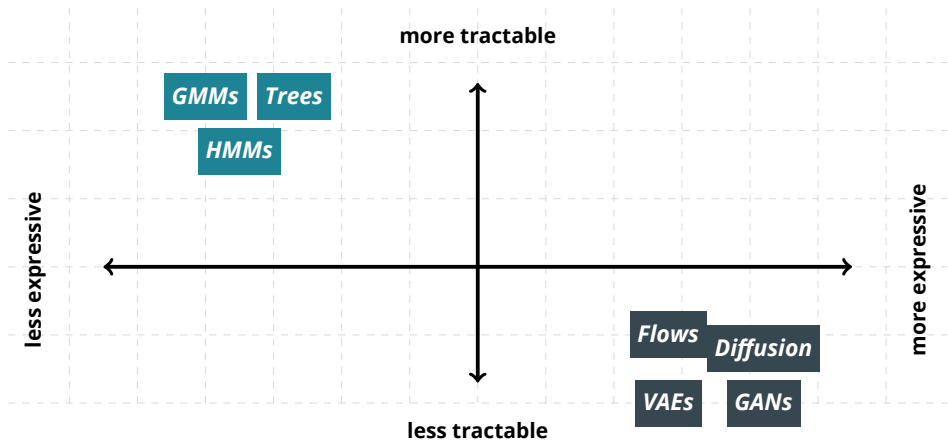 more tractable
GMMs
Trees
HMMs
less expressive
more expressive
Flows
Diffusion
VAEs
GANs
less tractable